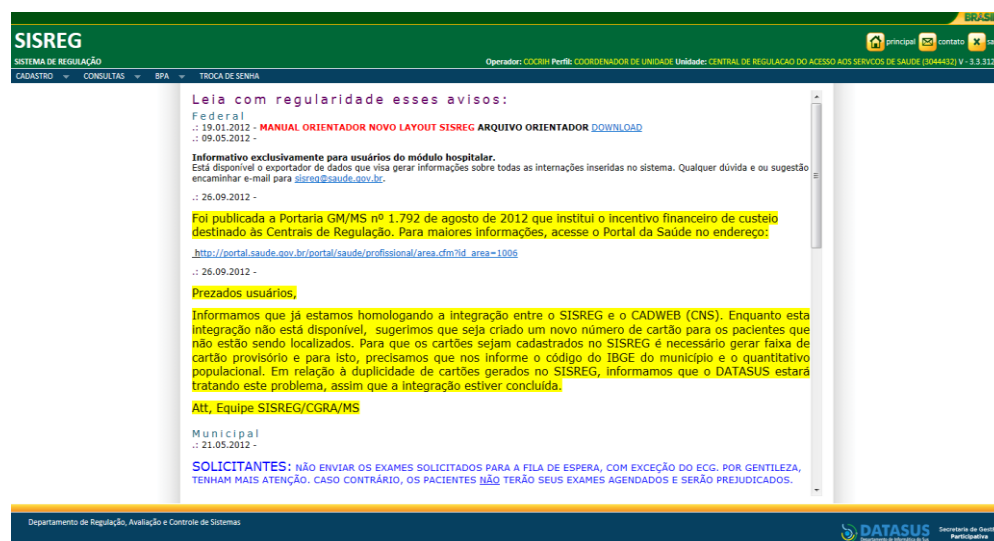 BRASIL
SISREG
principal contato
SISTEMA DE REGULAÇÃO
Operador: COCRIH Perfil: COORDENADOR DE UNIDADE Unidade: CENTRAL DE REGULACAO DO ACESSO AOS SERVCOS DE SAUDE (3044432) V - 3.3.312
CADASTRO CONSULTAS BPA TROCA DE SENHA
Leia com regularidade esses avisos:
Federal
.: 19.01.2012 - MANUAL ORIENTADOR NOVO LAYOUT SISREG ARQUIVO ORIENTADOR DOWNLOAD
.: 09.05.2012 -
Informativo exclusivamente para usuários do módulo hospitalar.
Está disponível o exportador de dados que visa gerar informações sobre todas as internações inseridas no sistema. Qualquer dúvida e ou sugestão
encaminhar e-mail para sisreg@saude.gov.br.
.: 26.09.2012 -
Foi publicada a Portaria GM/MS nº 1.792 de agosto de 2012 que institui o incentivo financeiro de custeio
destinado às Centrais de Regulação. Para maiores informações, acesse o Portal da Saúde no endereço:
http://portal.saude.gov.br/portal/saude/profissional/area.cfm?id_area=1006
.: 26.09.2012 -
Prezados usuários,
Informamos que já estamos homologando a integração entre o SISREG e o CADWEB (CNS). Enquanto esta
integração não está disponível, sugerimos que seja criado um novo número de cartão para os pacientes que
não estão sendo localizados. Para que os cartões sejam cadastrados no SISREG é necessário gerar faixa de
cartão provisório e para isto, precisamos que nos informe o código do IBGE do município e o quantitativo
populacional. Em relação à duplicidade de cartões gerados no SISREG, informamos que o DATASUS estará
tratando este problema, assim que a integração estiver concluída.
Att, Equipe SISREG/CGRA/MS
Municipal
.: 21.05.2012 -
SOLICITANTES: NÃO ENVIAR OS EXAMES SOLICITADOS PARA A FILA DE ESPERA, COM EXCEÇÃO DO ECG. POR GENTILEZA,
TENHAM MAIS ATENÇÃO. CASO CONTRÁRIO, OS PACIENTES NÃO TERÃO SEUS EXAMES AGENDADOS E SERÃO PREJUDICADOS.
Departamento de Regulação, Avaliação e Controle de Sistemas
DATASUS
Departamento de Informática do Sus
Secretaria de Gest
Participativa